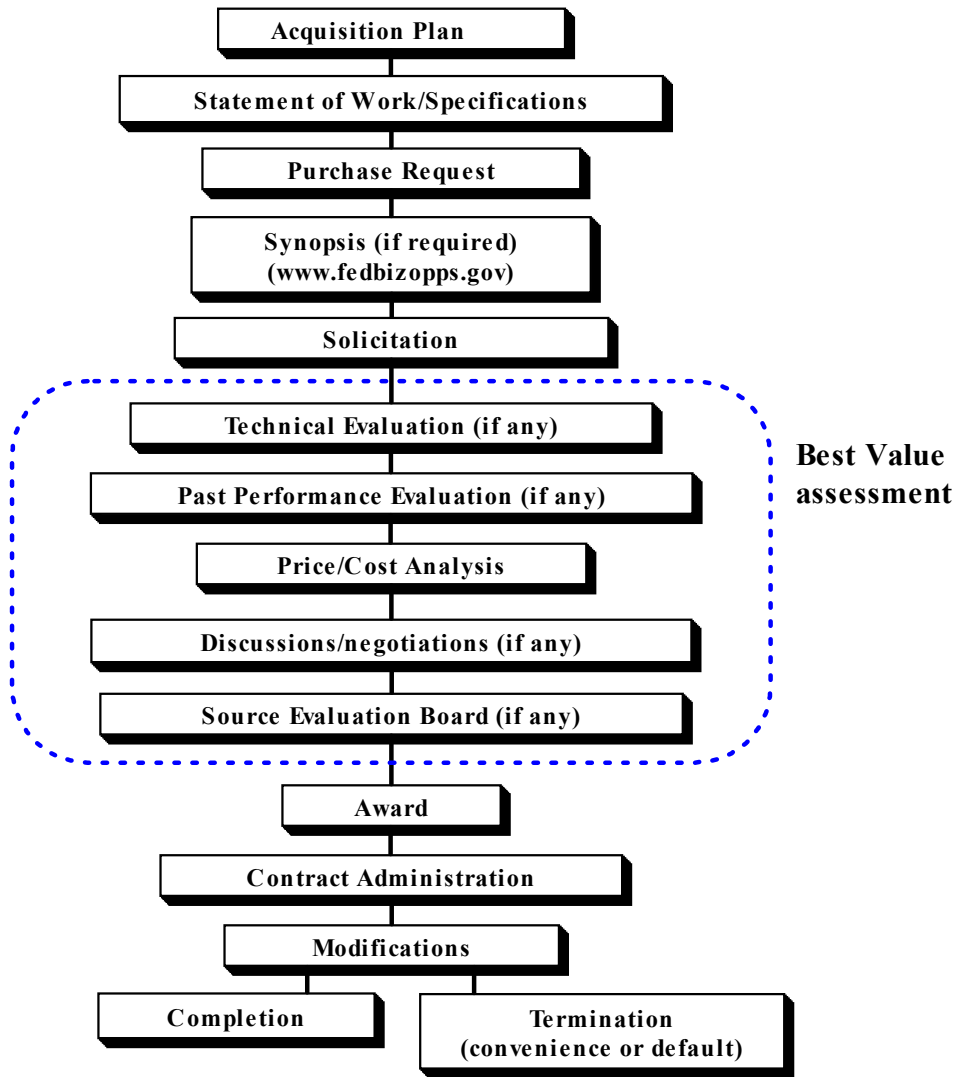 Acquisition Plan
Statement of Work/Specifications
Purchase Request
Synopsis (if required)
(www.fedbizopps.gov)
Solicitation
Technical Evaluation (if any)
Past Performance Evaluation (if any)
Price/Cost Analysis
Discussions/negotiations (if any)
Source Evaluation Board (if any)
Best Value
assessment
Award
Contract Administration
Modifications
Completion
Termination
(convenience or default)